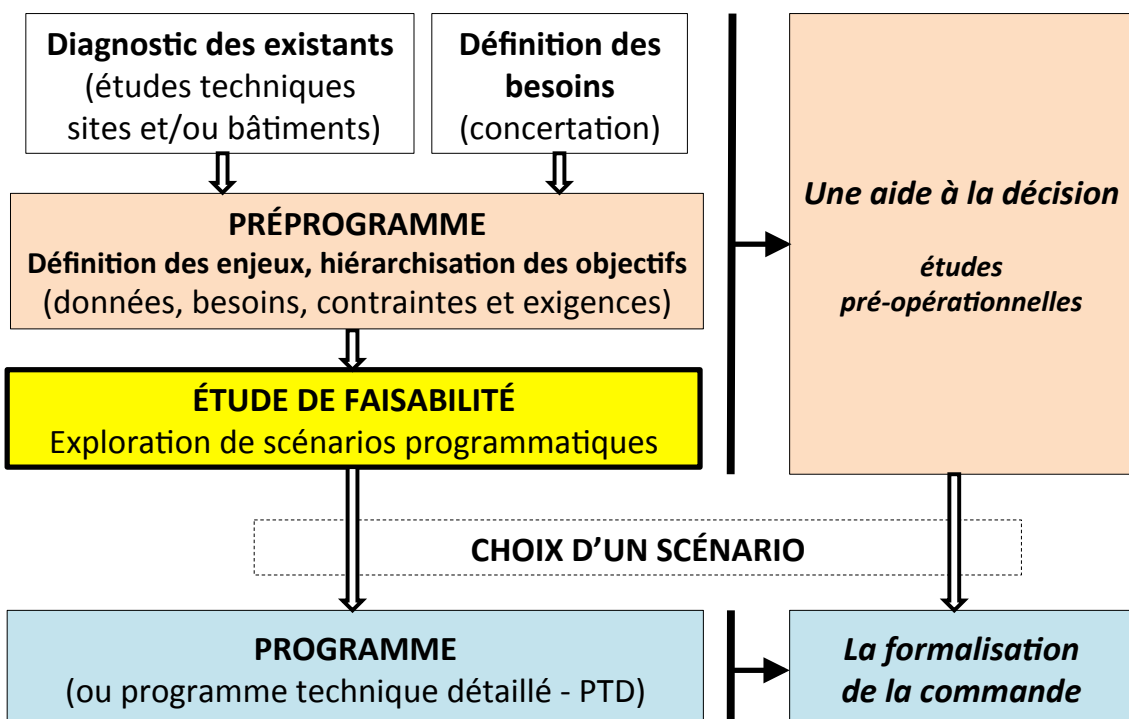 Diagnostic des existants
(études techniques
sites et/ou bâtiments)
Définition des
besoins
(concertation)
PRÉPROGRAMME
Définition des enjeux, hiérarchisation des objectifs
(données, besoins, contraintes et exigences)
ÉTUDE DE FAISABILITÉ
Exploration de scénarios programmatiques
Une aide à la décision
études
pré-opérationnelles
CHOIX D’UN SCÉNARIO
PROGRAMME
(ou programme technique détaillé - PTD)
La formalisation
de la commande